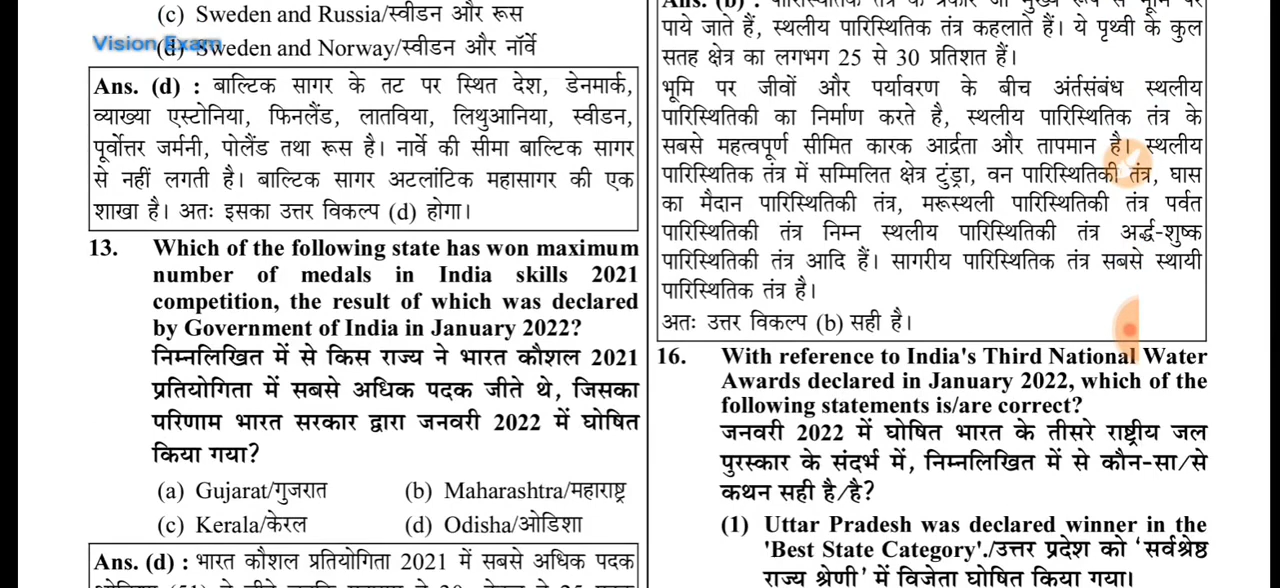 (c) Sweden and Russia/स्वीडन और रूस
Vision Exam
(d) Sweden and Norway/स्वीडन और नॉर्वे
Ans. (d) : बाल्टिक सागर के तट पर स्थित देश, डेनमार्क,
व्याख्या एस्टोनिया, फिनलैंड, लातविया, लिथुआनिया, स्वीडन,
पूर्वोत्तर जर्मनी, पोलैंड तथा रूस है। नार्वे की सीमा बाल्टिक सागर
से नहीं लगती है। बाल्टिक सागर अटलांटिक महासागर की एक
शाखा है। अतः इसका उत्तर विकल्प (d) होगा।
13. Which of the following state has won maximum
number of medals in India skills 2021
competition, the result of which was declared
by Government of India in January 2022?
निम्नलिखित में से किस राज्य ने भारत कौशल 2021
प्रतियोगिता में सबसे अधिक पदक जीते थे, जिसका
परिणाम भारत सरकार द्वारा जनवरी 2022 में घोषित
किया गया?
(a) Gujarat/गुजरात (b) Maharashtra/महाराष्ट्र
(c) Kerala/केरल (d) Odisha/ओडिशा
Ans. (d) : भारत कौशल प्रतियोगिता 2021 में सबसे अधिक पदक
Ans. (b) : पारिस्थितिक तंत्र के प्रकार जो मुख्य रूप से भूमि पर
पाये जाते हैं, स्थलीय पारिस्थितिक तंत्र कहलाते हैं। ये पृथ्वी के कुल
सतह क्षेत्र का लगभग 25 से 30 प्रतिशत हैं।
भूमि पर जीवों और पर्यावरण के बीच अंर्तसंबंध स्थलीय
पारिस्थितिकी का निर्माण करते है, स्थलीय पारिस्थितिक तंत्र के
सबसे महत्वपूर्ण सीमित कारक आर्द्रता और तापमान है। स्थलीय
पारिस्थितिक तंत्र में सम्मिलित क्षेत्र टुंड्रा, वन पारिस्थितिकी तंत्र, घास
का मैदान पारिस्थितिकी तंत्र, मरूस्थली पारिस्थितिकी तंत्र पर्वत
पारिस्थितिकी तंत्र निम्न स्थलीय पारिस्थितिकी तंत्र अर्द्ध-शुष्क
पारिस्थितिकी तंत्र आदि हैं। सागरीय पारिस्थितिक तंत्र सबसे स्थायी
पारिस्थितिक तंत्र है।
अतः उत्तर विकल्प (b) सही है।
16. With reference to India's Third National Water
Awards declared in January 2022, which of the
following statements is/are correct?
जनवरी 2022 में घोषित भारत के तीसरे राष्ट्रीय जल
पुरस्कार के संदर्भ में, निम्नलिखित में से कौन-सा/से
कथन सही है/है?
(1) Uttar Pradesh was declared winner in the
'Best State Category'./उत्तर प्रदेश को 'सर्वश्रेष्ठ
राज्य श्रेणी' में विजेता घोषित किया गया।